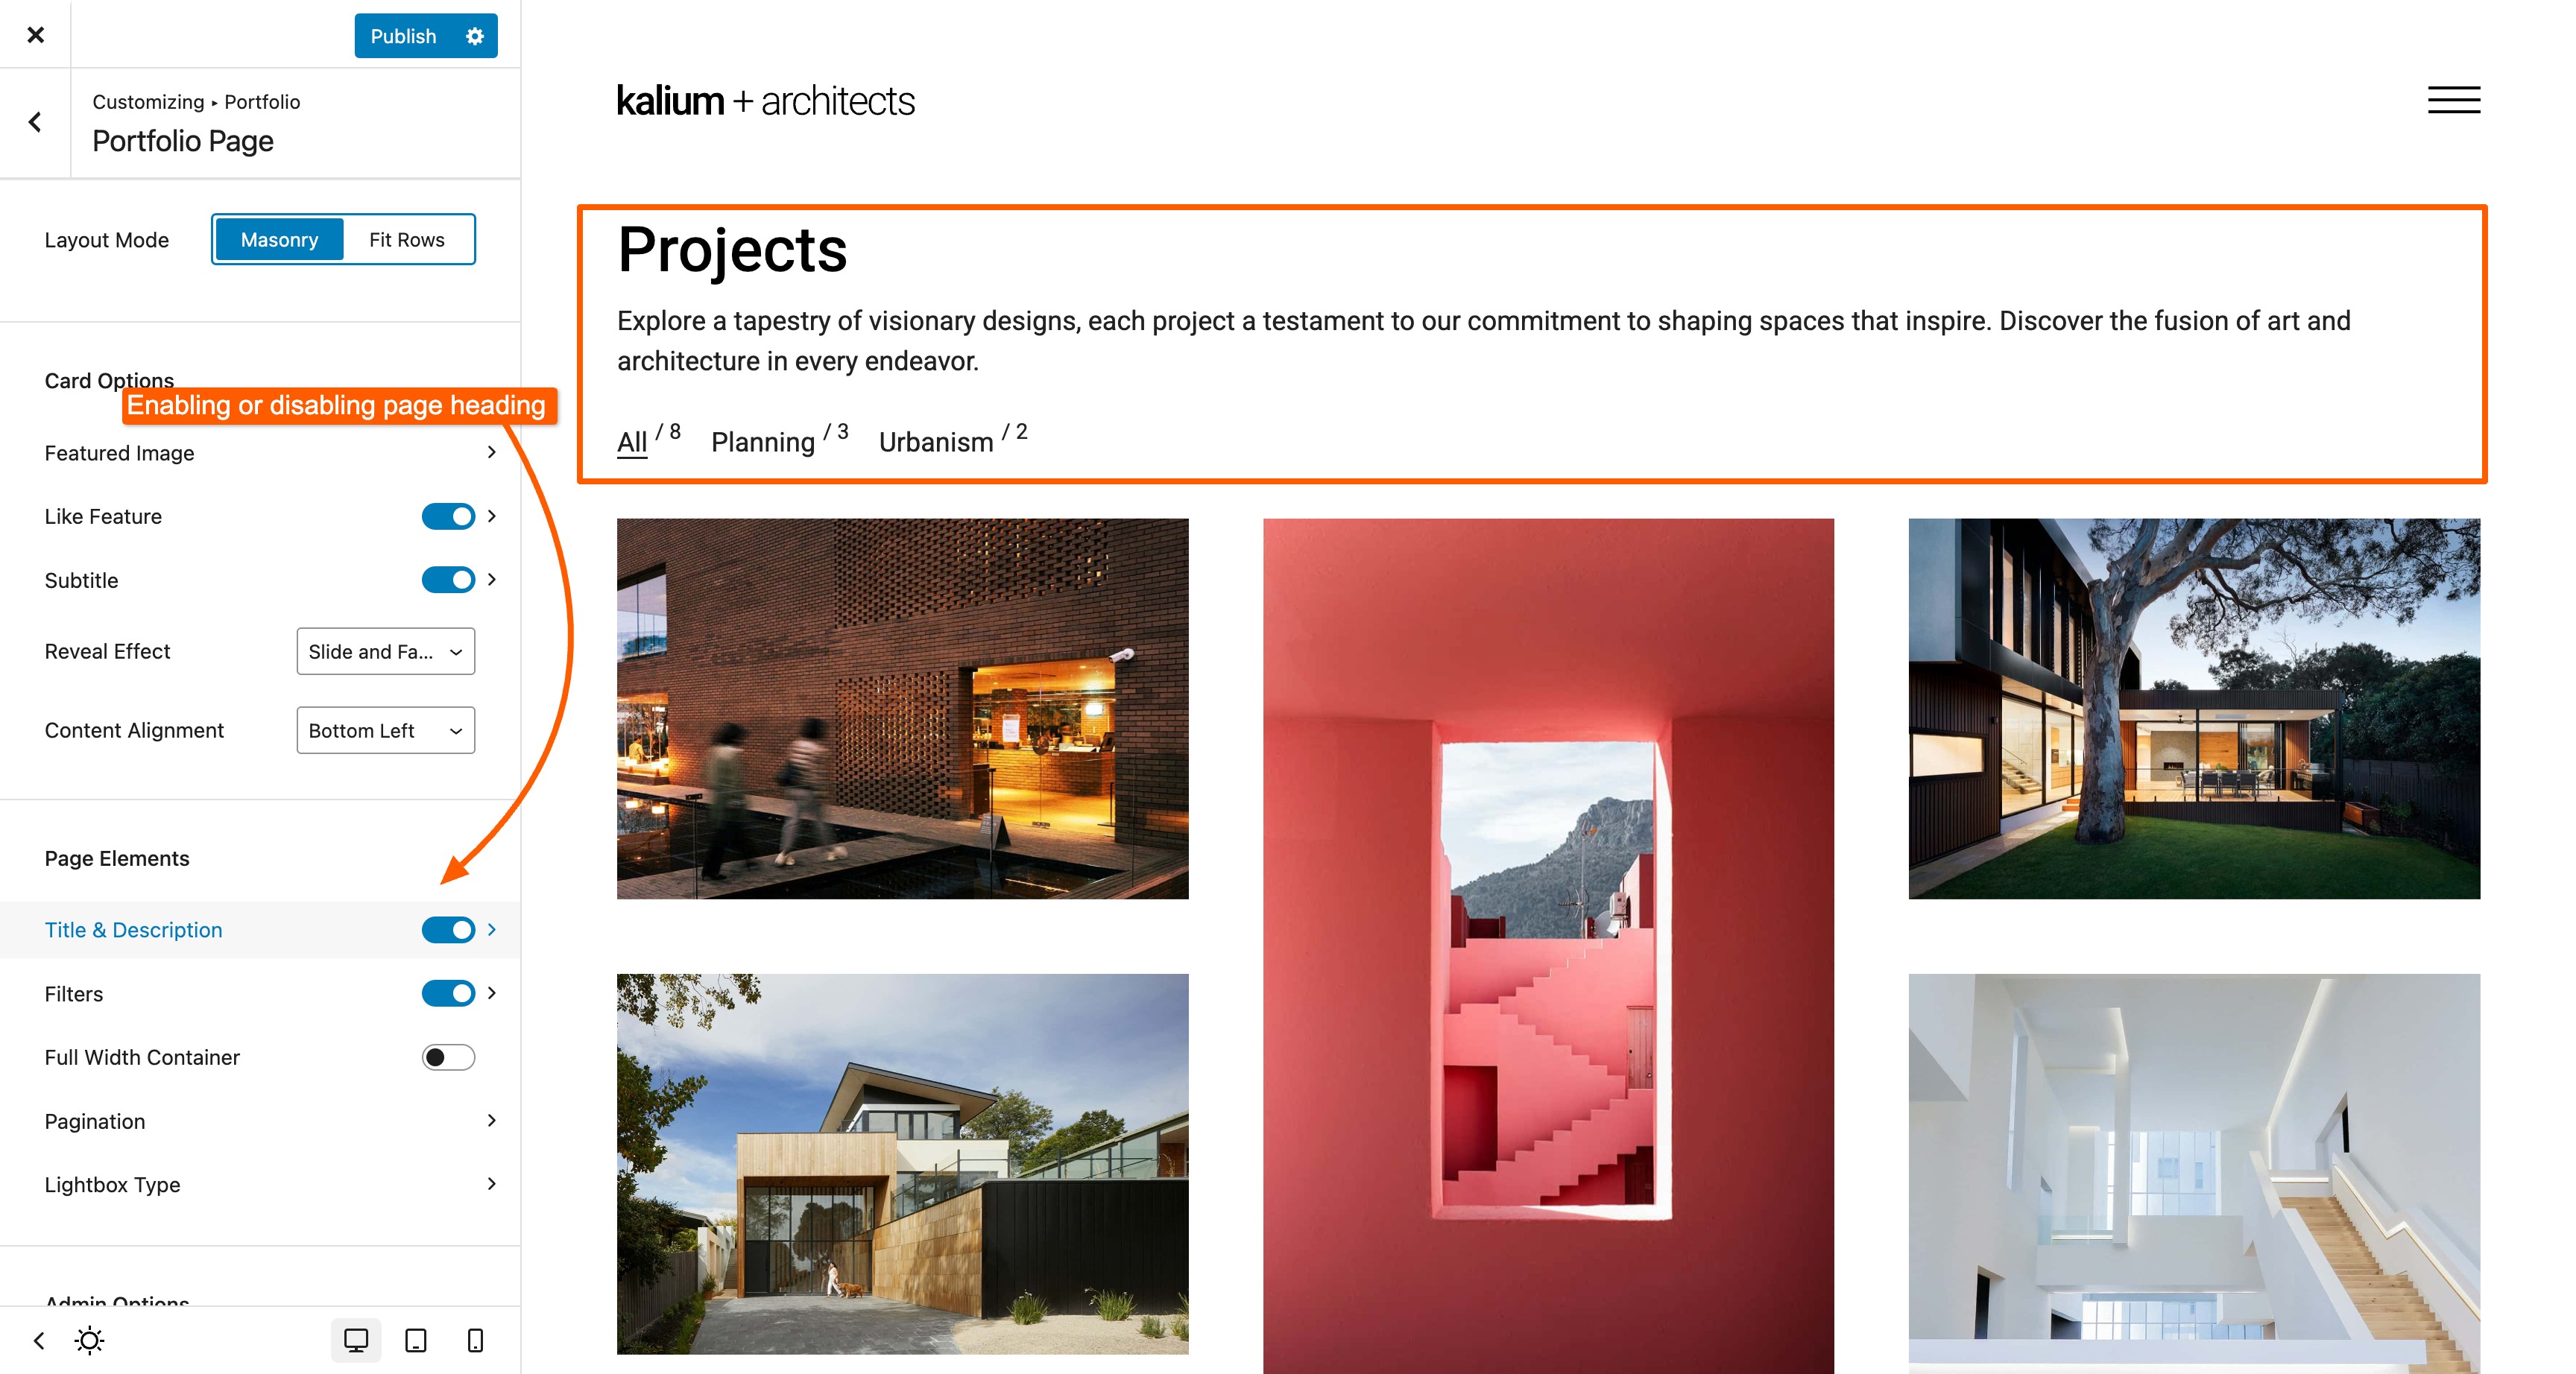 Publish
Customizing ▸ Portfolio
Portfolio Page
Layout Mode
Masonry
Fit Rows
Card Options
Enabling or disabling page heading
Featured Image
Like Feature
Subtitle
Reveal Effect
Slide and Fa...
Content Alignment
Bottom Left
Page Elements
Title & Description
Filters
Full Width Container
Pagination
Lightbox Type
Admin Options
kalium + architects
Projects
Explore a tapestry of visionary designs, each project a testament to our commitment to shaping spaces that inspire. Discover the fusion of art and
architecture in every endeavor.
All / 8 Planning / 3 Urbanism / 2